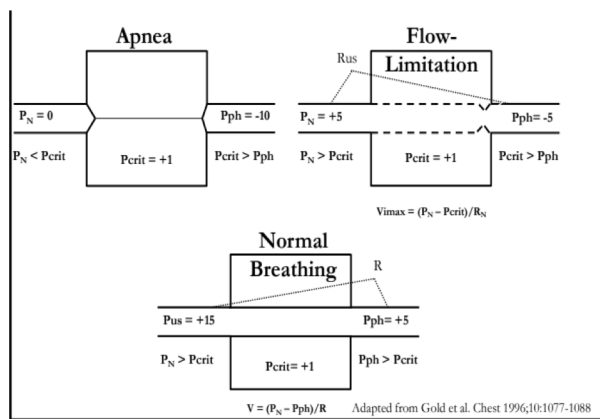 Apnea
P_N = 0
Pph = -10
P_N < Pcrit
Pcrit = +1
Pcrit > Pph
Flow-
Limitation
Rus
P_N = +5
Pph = -5
P_N > Pcrit
Pcrit = +1
Pcrit > Pph
Vimax = (P_N – Pcrit)/R_N
Normal
Breathing
R
Pus = +15
Pph= +5
P_N > Pcrit
Pcrit= +1
Pph > Pcrit
V = (P_N – Pph)/R
Adapted from Gold et al. Chest 1996;10:1077-1088